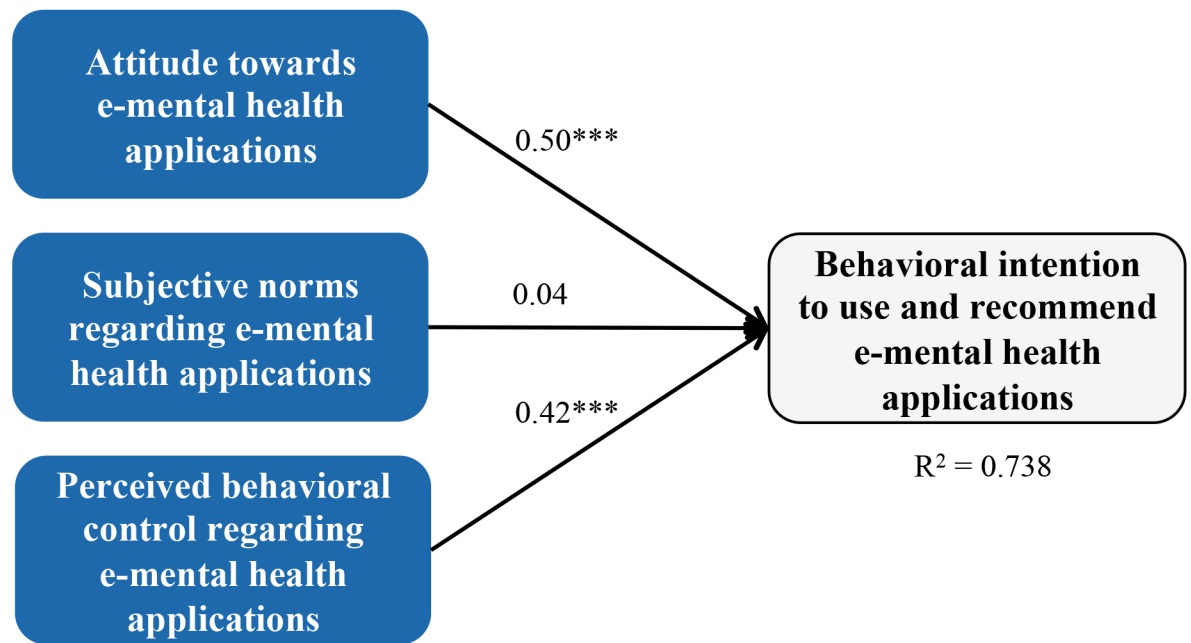 Attitude towards
e-mental health
applications
0.50***
Subjective norms
regarding e-mental
health applications
0.04
Behavioral intention
to use and recommend
e-mental health
applications
R² = 0.738
0.42***
Perceived behavioral
control regarding
e-mental health
applications